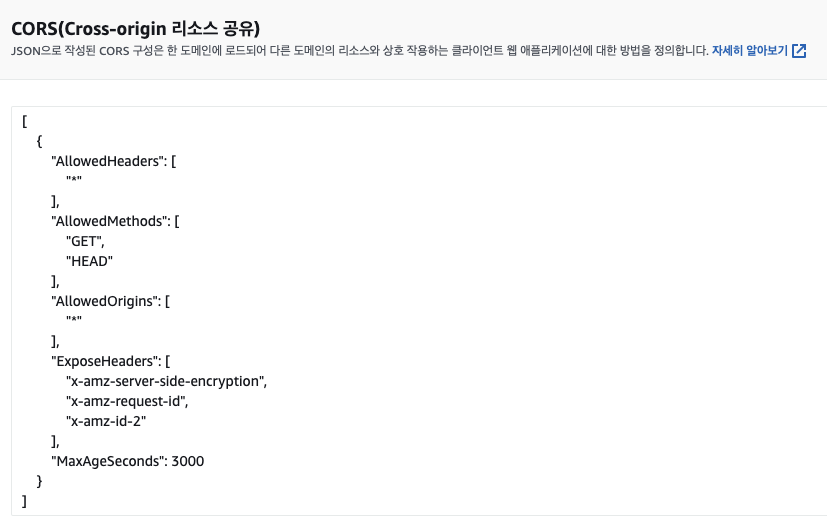 CORS(Cross-origin 리소스 공유)
JSON으로 작성된 CORS 구성은 한 도메인에 로드되어 다른 도메인의 리소스와 상호 작용하는 클라이언트 웹 애플리케이션에 대한 방법을 정의합니다. 자세히 알아보기
[
{
"AllowedHeaders": [
"*"
],
"AllowedMethods": [
"GET",
"HEAD"
],
"AllowedOrigins": [
"*"
],
"ExposeHeaders": [
"x-amz-server-side-encryption",
"x-amz-request-id",
"x-amz-id-2"
],
"MaxAgeSeconds": 3000
}
]